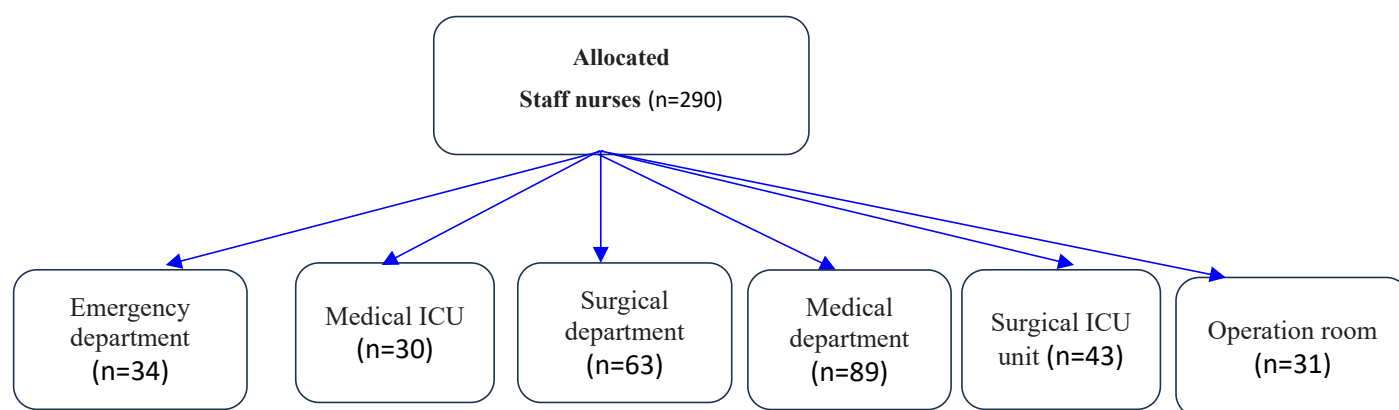 Allocated
Staff nurses (n=290)
Emergency
department
(n=34)
Medical ICU
(n=30)
Surgical
department
(n=63)
Medical
department
(n=89)
Surgical ICU
unit (n=43)
Operation room
(n=31)